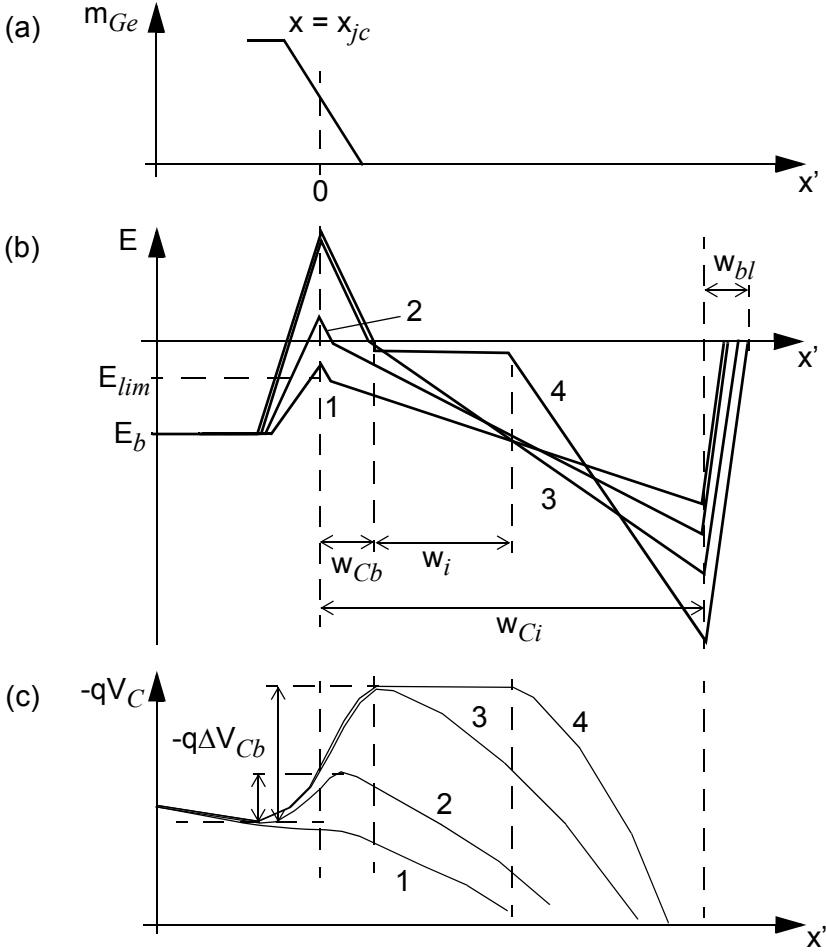 (a)
m_Ge
x = x_jc
0
x'
(b)
E
w_bl
2
x'
E_lim
1
4
E_b
3
w_Cb
w_i
w_Ci
(c)
-qV_C
3
4
-qΔV_Cb
2
1
x'